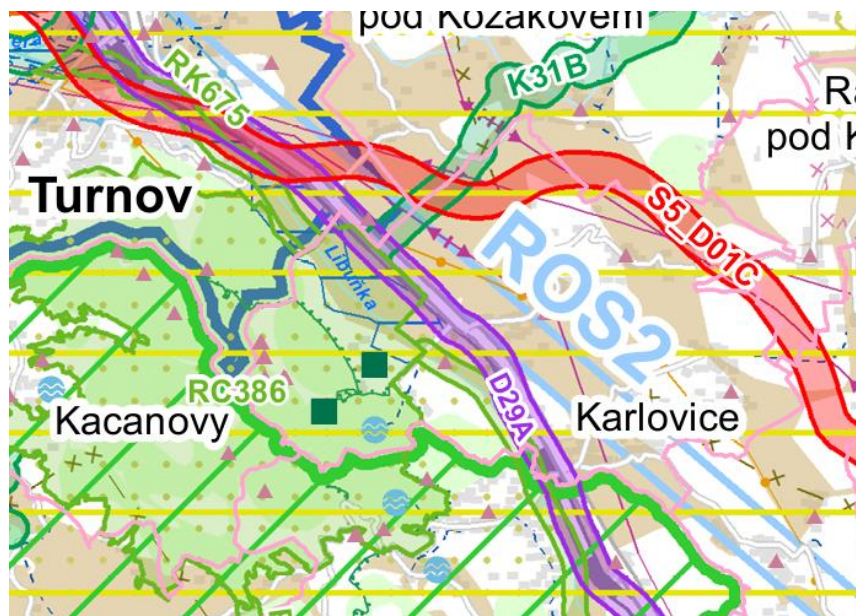 pod Kozákovem
RK675
K31B
Ra
pod K
Turnov
S5_D01C
Libuňka
ROS2
RC386
D29A
Kacanovy
Karlovice